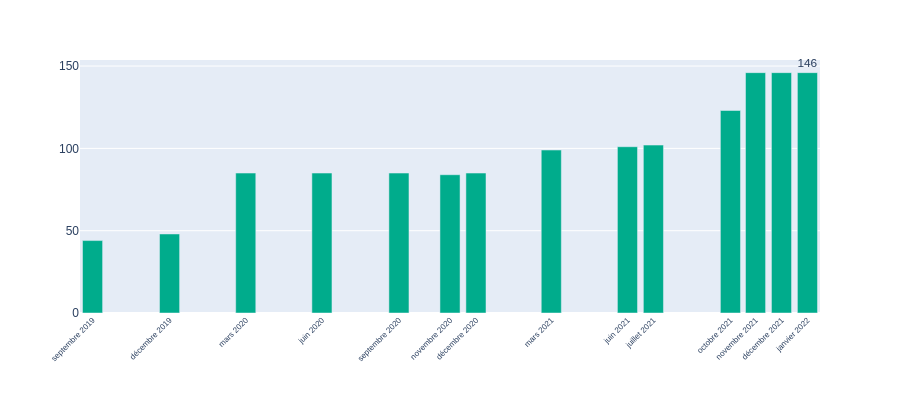 150
100
50
0
146
septembre 2019
décembre 2019
mars 2020
juin 2020
septembre 2020
novembre 2020
décembre 2020
mars 2021
juin 2021
juillet 2021
octobre 2021
novembre 2021
décembre 2021
janvier 2022